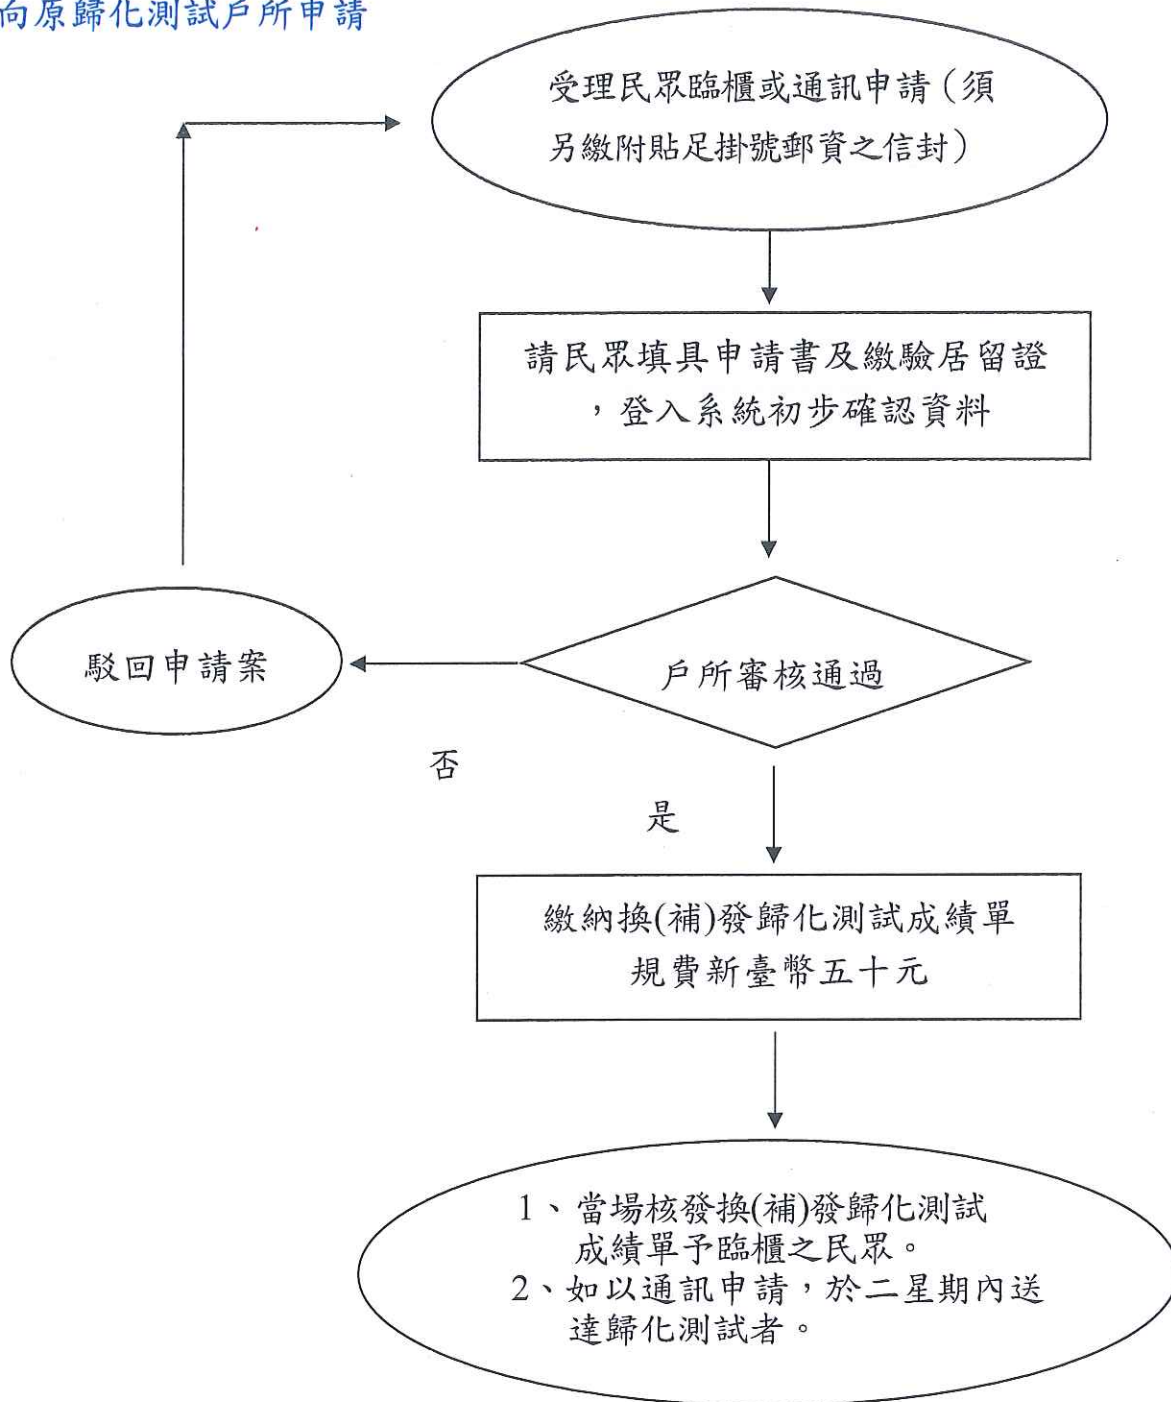 向原歸化測試戶所申請
受理民眾臨櫃或通訊申請（須
另繳附貼足掛號郵資之信封）
請民眾填具申請書及繳驗居留證
，登入系統初步確認資料
駁回申請案
戶所審核通過
否
是
繳納換(補)發歸化測試成績單
規費新臺幣五十元
1、當場核發換(補)發歸化測試
成績單予臨櫃之民眾。
2、如以通訊申請，於二星期內送
達歸化測試者。